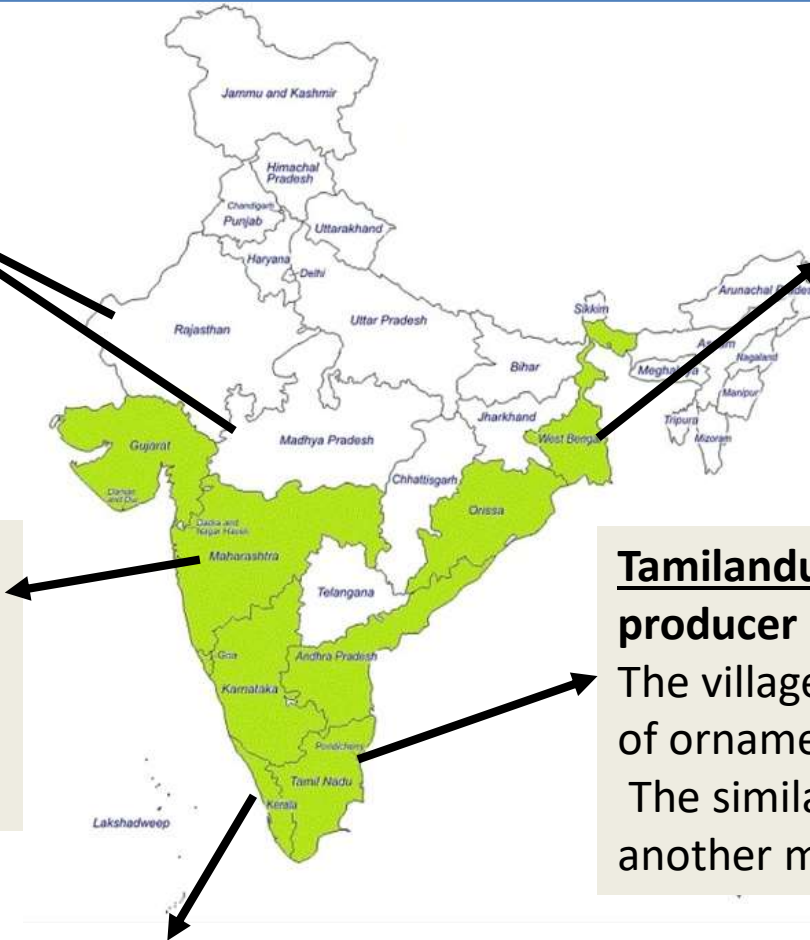 Jammu and Kashmir
Himachal
Pradesh
Chandigarh
Punjab
Uttarakhand
Haryana
Delhi
Rajasthan
Uttar Pradesh
Sikkim
Arunachal
Nagaland
Bihar
Meghalaya
Manipur
Jharkhand
Tripura
Mizoram
Gujarat
Madhya Pradesh
West Bengal
Chhattisgarh
Daman
and Diu
Orissa
Dadra and
Nagar Haveli
Maharashtra
Telangana
Goa
Andhra Pradesh
Karnataka
Pondicherry
Tamil Nadu
Kerala
Lakshadweep
Tamilandu
producer
The village
of orname
The simila
another m